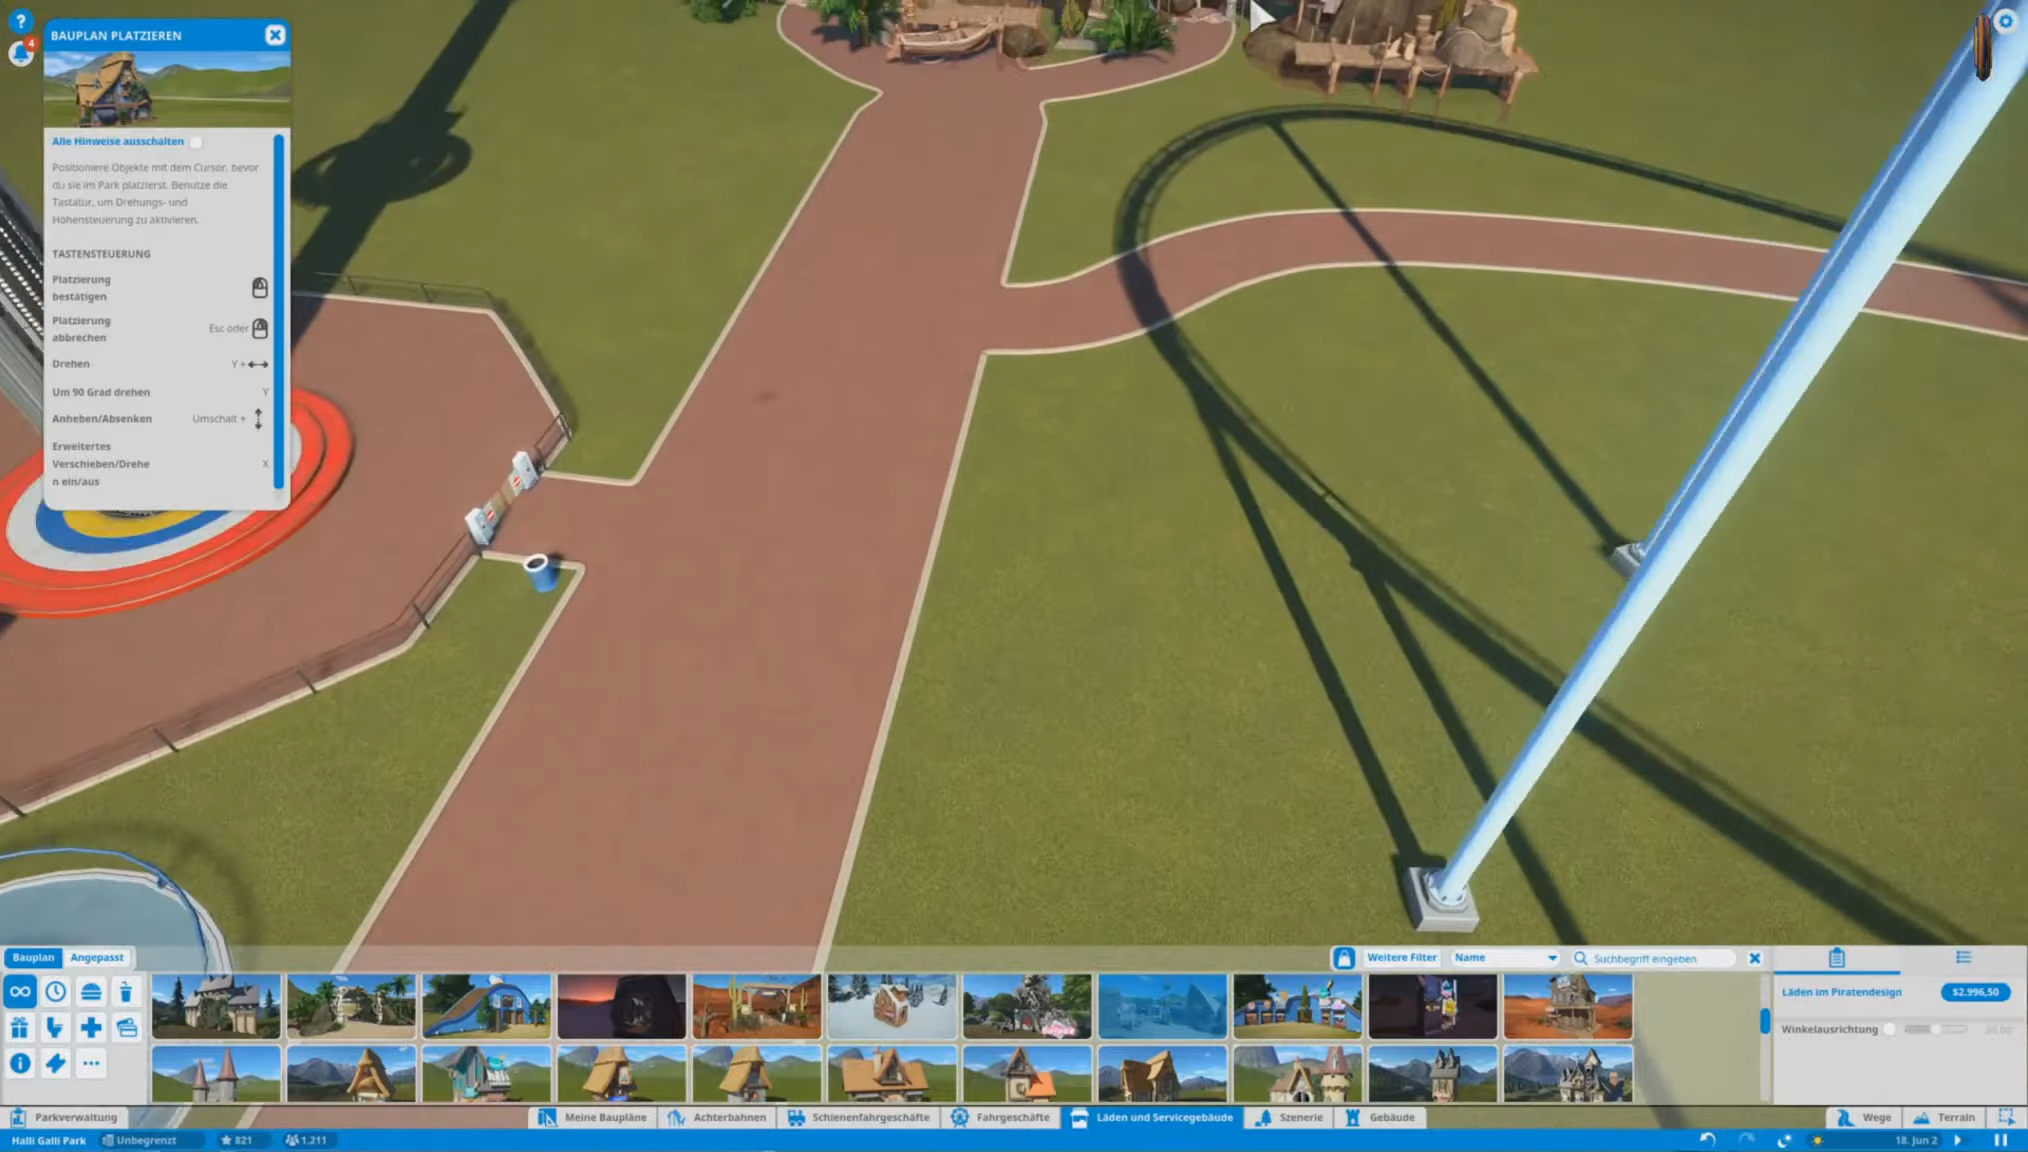 ?
4
BAUPLAN PLATZIEREN
Alle Hinweise ausschalten
Positioniere Objekte mit dem Cursor, bevor
du sie im Park platzierst. Benutze die
Tastatur, um Drehungs- und
Höhensteuerung zu aktivieren.
TASTENSTEUERUNG
Platzierung
bestätigen
Platzierung
abbrechen
Esc oder
Drehen
Y +
Um 90 Grad drehen
Y
Anheben/Absenken
Umschalt +
Erweitertes
Verschieben/Drehe
n ein/aus
X
Bauplan
Angepasst
Weitere Filter
Name
Suchbegriff eingeben
Läden im Piratendesign
$2.996,50
Winkelausrichtung
Parkverwaltung
Meine Baupläne
Achterbahnen
Schienenfahrgeschäfte
Fahrgeschäfte
Läden und Servicegebäude
Szenerie
Gebäude
Wege
Terrain
Halli Galli Park
Unbegrenzt
821
1.211
18. Jun 2